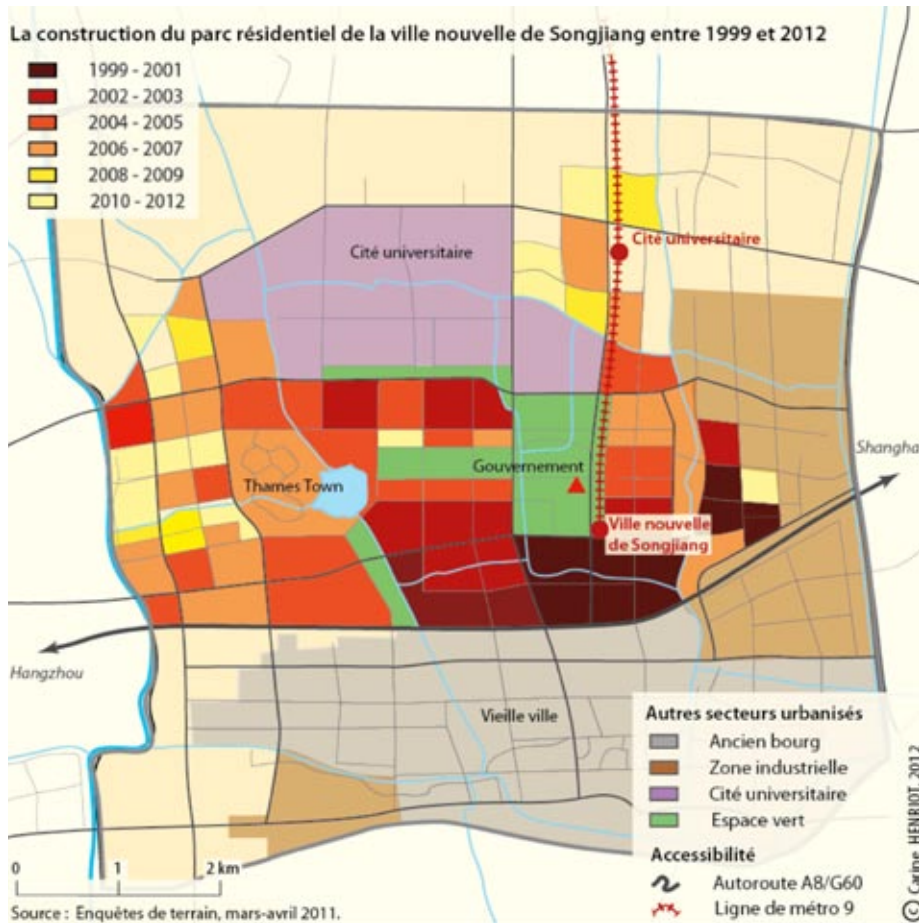 La construction du parc résidentiel de la ville nouvelle de Songjiang entre 1999 et 2012
1999 - 2001
2002 - 2003
2004 - 2005
2006 - 2007
2008 - 2009
2010 - 2012
Cité universitaire
Cité universitaire
Shangha
Gouvernement
Thames Town
Ville nouvelle
de Songjiang
Hangzhou
Vieille ville
Autres secteurs urbanisés
Ancien bourg
Zone industrielle
Cité universitaire
Espace vert
Accessibilité
Autoroute A8/G60
Ligne de métro 9
0 1 2 km
Source : Enquêtes de terrain, mars-avril 2011.
© Carine HENRIOT 2012